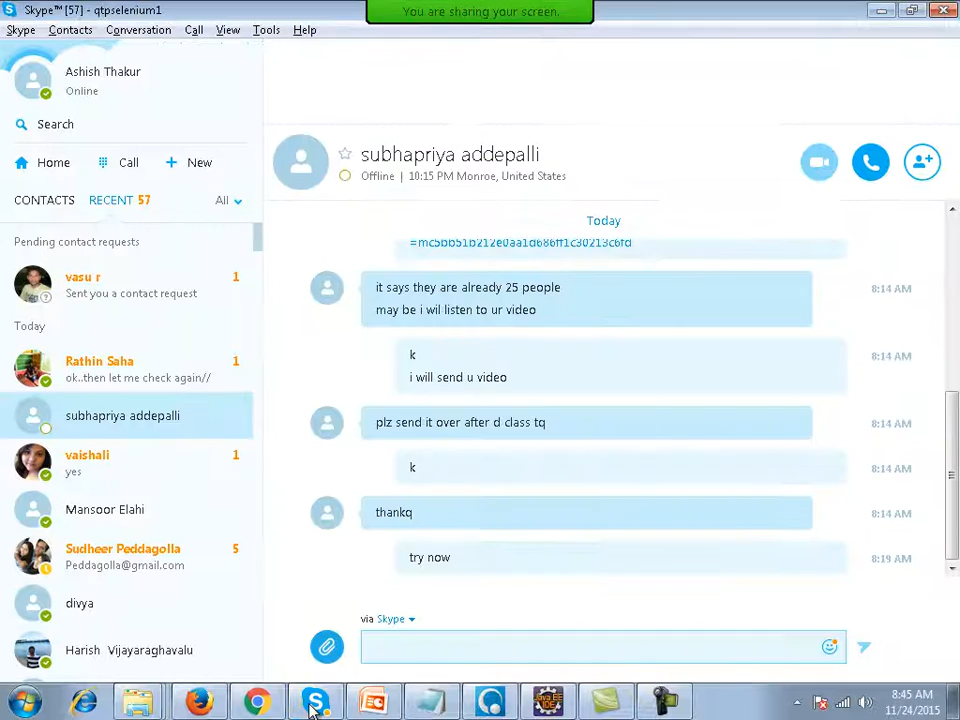 Skype™ [57] - qtpselenium1
You are sharing your screen.
Skype Contacts Conversation Call View Tools Help
Ashish Thakur
Online
Search
Home Call New
CONTACTS RECENT 57 All
Pending contact requests
vasu r 1
Sent you a contact request
Today
Rathin Saha 1
ok..then let me check again//
subhapriya addepalli
vaishali 1
yes
Mansoor Elahi
Sudheer Peddagolla 5
Peddagolla@gmail.com
divya
Harish Vijayaraghavalu
subhapriya addepalli
Offline | 10:15 PM Monroe, United States
Today
=mc5bb51b212e0aa1d686ff1c30213c6fd
it says they are already 25 people 8:14 AM
may be i wil listen to ur video
k 8:14 AM
i will send u video
plz send it over after d class tq 8:14 AM
k 8:14 AM
thankq 8:14 AM
try now 8:19 AM
via Skype
8:45 AM
11/24/2015